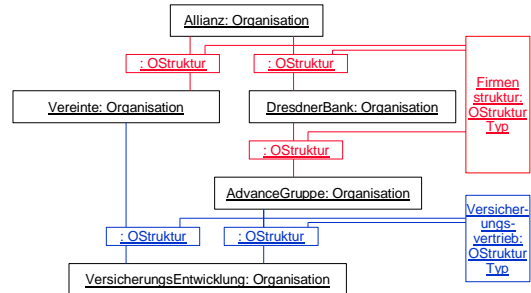 Allianz: Organisation
: OStruktur
: OStruktur
Firmen
struktur:
OStruktur
Typ
Vereinte: Organisation
DresdnerBank: Organisation
: OStruktur
AdvanceGruppe: Organisation
Versicher-
ungs-
vertrieb:
OStruktur
Typ
: OStruktur
: OStruktur
VersicherungsEntwicklung: Organisation